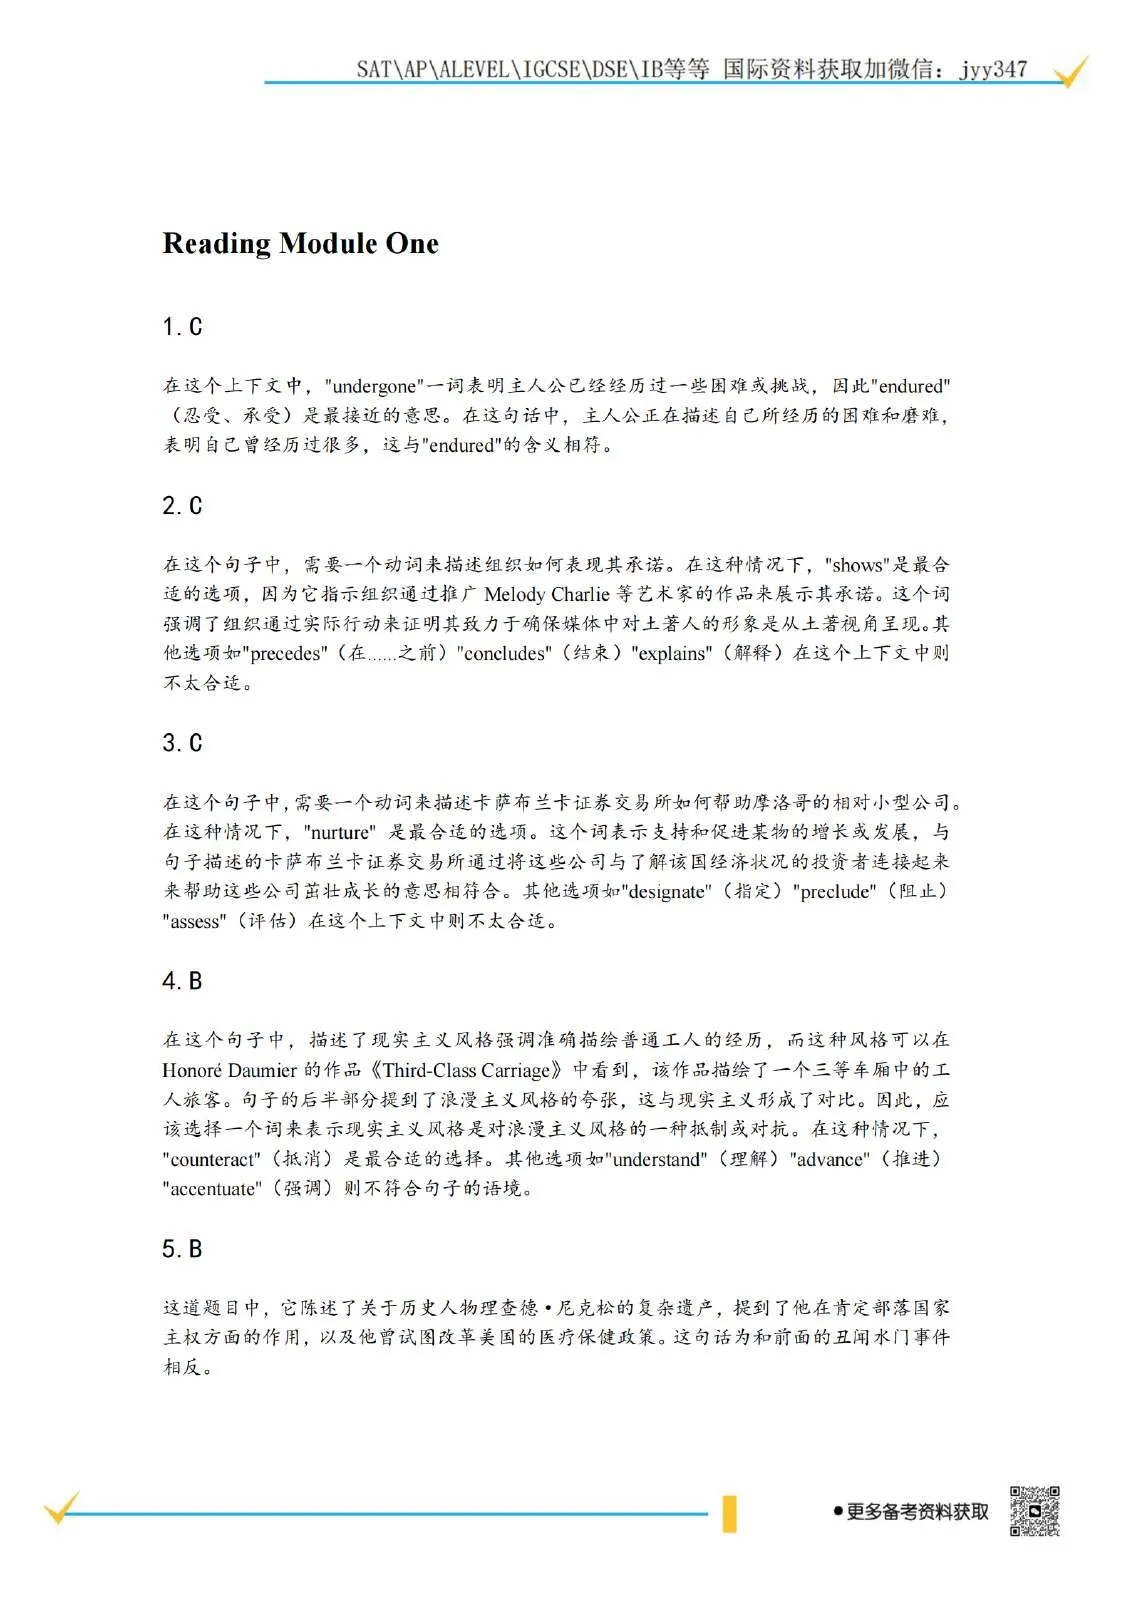 SAT\AP\ALEVEL\IGCSE\DSE\IB等等 国际资料获取加微信：jyy347
Reading Module One
1. C
在这个上下文中，"undergone"一词表明主人公已经经历过一些困难或挑战，因此"endured"
（忍受、承受）是最接近的意思。在这句话中，主人公正在描述自己所经历的困难和磨难，
表明自己曾经历过很多，这与"endured"的含义相符。
2. C
在这个句子中，需要一个动词来描述组织如何表现其承诺。在这种情况下，"shows"是最合
适的选项，因为它指示组织通过推广 Melody Charlie 等艺术家的作品来展示其承诺。这个词
强调了组织通过实际行动来证明其致力于确保媒体中对土著人的形象是从土著视角呈现。其
他选项如"precedes"（在......之前）"concludes"（结束）"explains"（解释）在这个上下文中则
不太合适。
3. C
在这个句子中，需要一个动词来描述卡萨布兰卡证券交易所如何帮助摩洛哥的相对小型公司。
在这种情况下，"nurture" 是最合适的选项。这个词表示支持和促进某物的增长或发展，与
句子描述的卡萨布兰卡证券交易所通过将这些公司与了解该国经济状况的投资者连接起来
来帮助这些公司茁壮成长的意思相符合。其他选项如"designate"（指定）"preclude"（阻止）
"assess"（评估）在这个上下文中则不太合适。
4. B
在这个句子中，描述了现实主义风格强调准确描绘普通工人的经历，而这种风格可以在
Honoré Daumier 的作品《Third-Class Carriage》中看到，该作品描绘了一个三等车厢中的工
人旅客。句子的后半部分提到了浪漫主义风格的夸张，这与现实主义形成了对比。因此，应
该选择一个词来表示现实主义风格是对浪漫主义风格的一种抵制或对抗。在这种情况下，
"counteract"（抵消）是最合适的选择。其他选项如"understand"（理解）"advance"（推进）
"accentuate"（强调）则不符合句子的语境。
5. B
这道题目中，它陈述了关于历史人物理查德·尼克松的复杂遗产，提到了他在肯定部落国家
主权方面的作用，以及他曾试图改革美国的医疗保健政策。这句话为和前面的丑闻水门事件
相反。
●更多备考资料获取